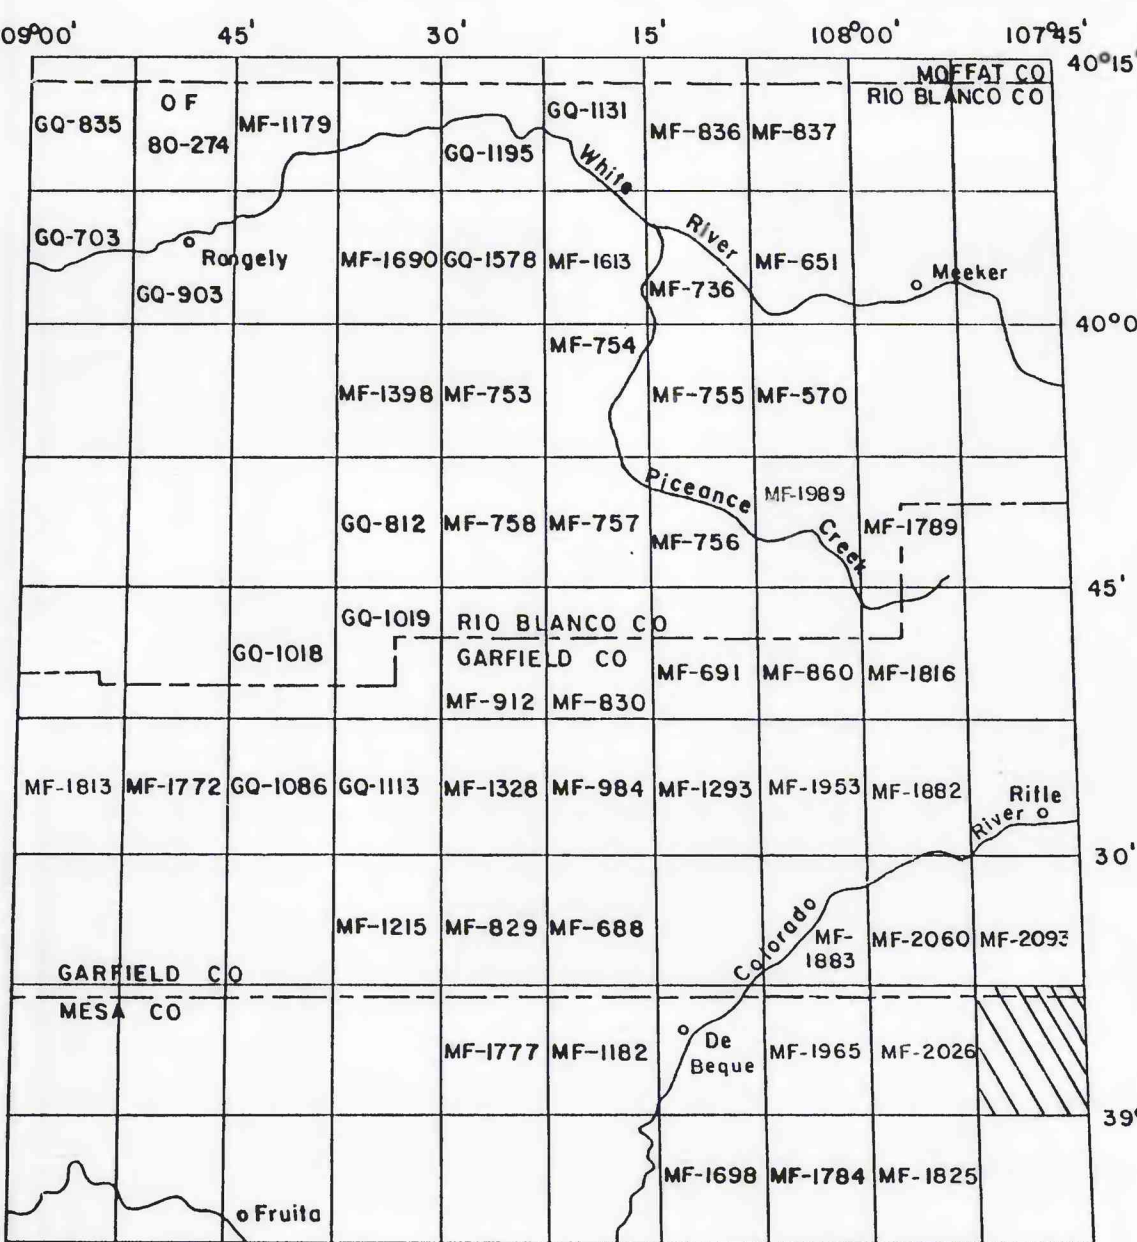 09°00' 45' 30' 15' 108°00' 107°45'
40°15'
MOFFAT CO
RIO BLANCO CO
GQ-835
OF
80-274
MF-1179
GQ-1195
GQ-1131
MF-836
MF-837
White
River
GQ-703
Rangely
GQ-903
MF-1690
GQ-1578
MF-1613
MF-736
MF-651
Meeker
40°0
MF-1398
MF-753
MF-754
MF-755
MF-570
GQ-812
MF-758
MF-757
Piceance
Creek
MF-756
MF-1989
MF-1789
45'
GQ-1018
GQ-1019
RIO BLANCO CO
GARFIELD CO
MF-912
MF-830
MF-691
MF-860
MF-1816
MF-1813
MF-1772
GQ-1086
GQ-1113
MF-1328
MF-984
MF-1293
MF-1953
MF-1882
Rifle
River
30'
MF-1215
MF-829
MF-688
Colorado
MF-
1883
MF-2060
MF-2093
GARFIELD CO
MESA CO
MF-1777
MF-1182
De
Beque
MF-1965
MF-2026
39°
MF-1698
MF-1784
MF-1825
Fruita